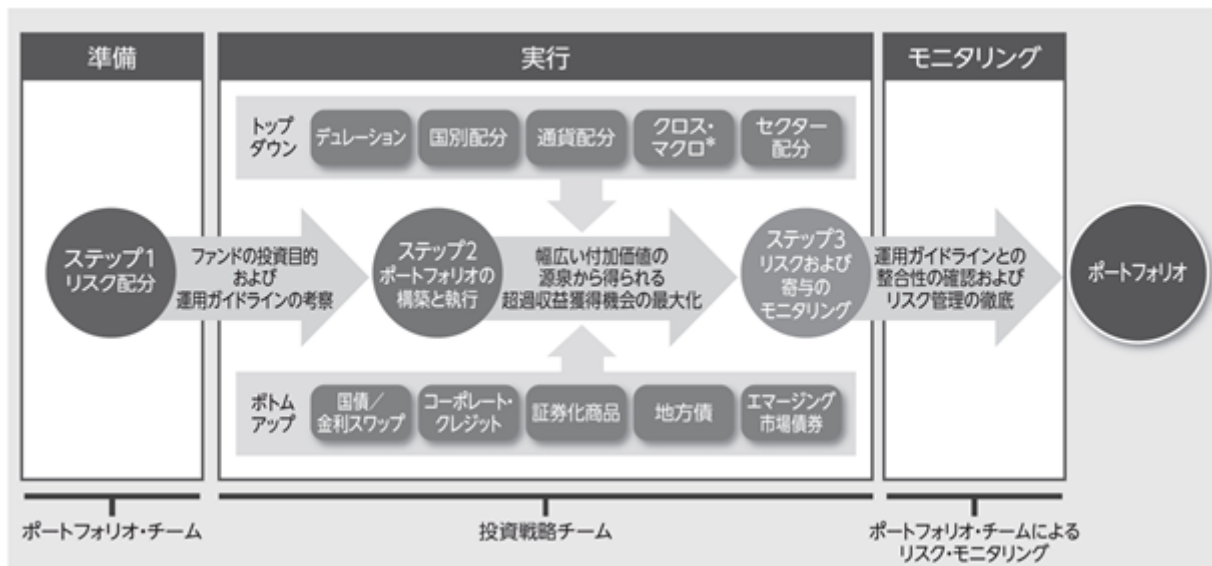 準備
実行
モニタリング
トップ
ダウン
デュレーション
国別配分
通貨配分
クロス・
マクロ*
セクター
配分
ステップ1
リスク配分
ファンドの投資目的
および
運用ガイドラインの考察
ステップ2
ポートフォリオの
構築と執行
幅広い付加価値の
源泉から得られる
超過収益獲得機会の最大化
ステップ3
リスクおよび
寄与の
モニタリング
運用ガイドラインとの
整合性の確認および
リスク管理の徹底
ポートフォリオ
ボトム
アップ
国債／
金利スワップ
コーポレート・
クレジット
証券化商品
地方債
エマージング
市場債券
ポートフォリオ・チーム
投資戦略チーム
ポートフォリオ・チームによる
リスク・モニタリング